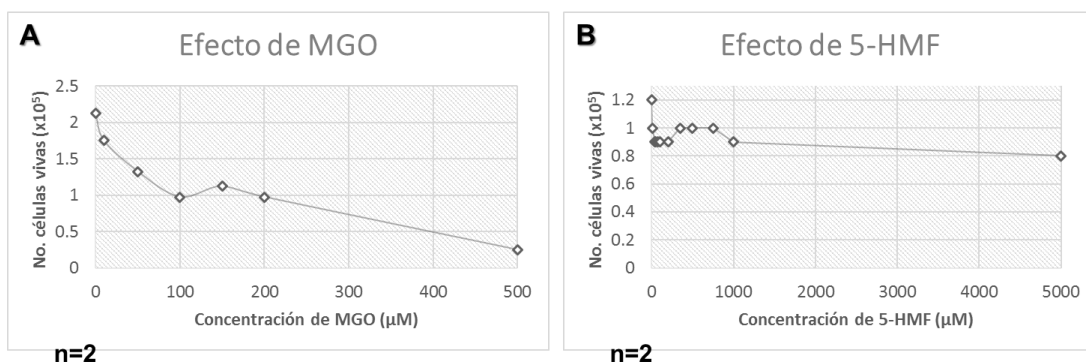 A
Efecto de MGO
No. células vivas (x10⁵)
2.5
2
1.5
1
0.5
0
0 100 200 300 400 500
Concentración de MGO (µM)
n=2
B
Efecto de 5-HMF
No. células vivas (x10⁵)
1.2
1
0.8
0.6
0.4
0.2
0
0 1000 2000 3000 4000 5000
Concentración de 5-HMF (µM)
n=2